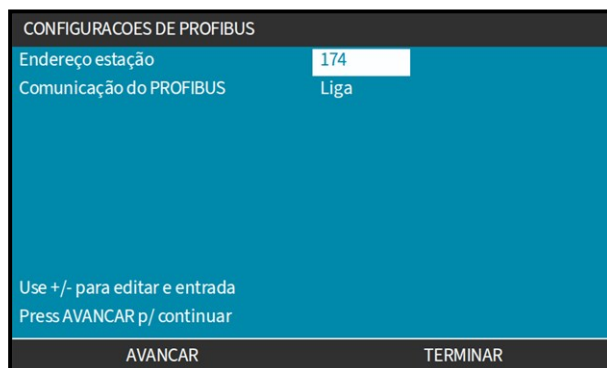 CONFIGURACOES DE PROFIBUS
Endereço estação 174
Comunicação do PROFIBUS Liga
Use +/- para editar e entrada
Press AVANCAR p/ continuar
AVANCAR TERMINAR